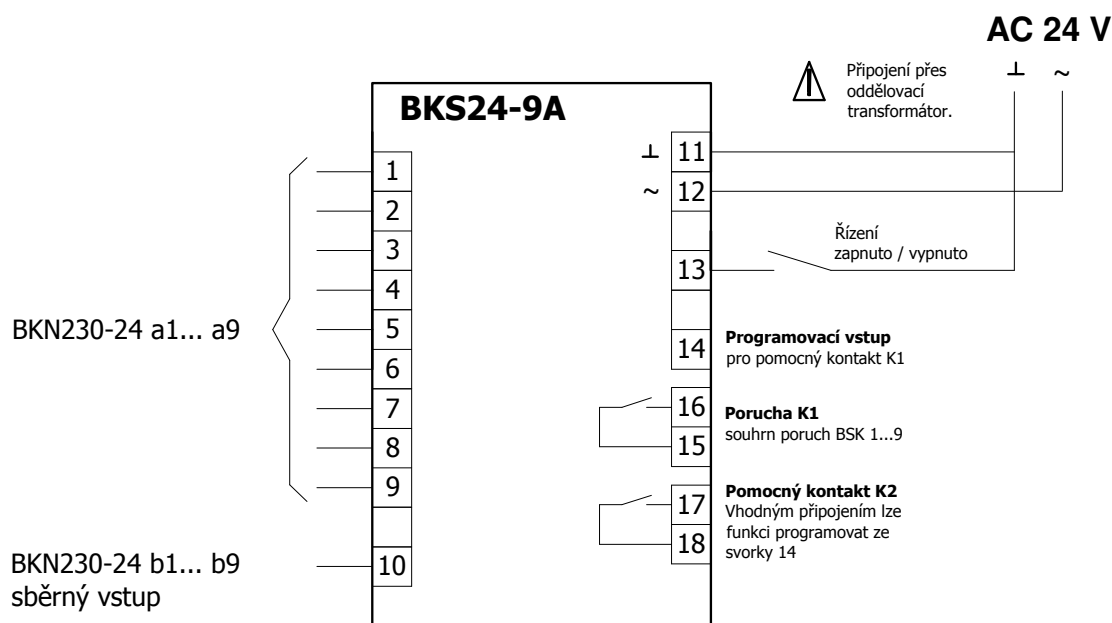 AC 24 V
⊥ ~
Připojení přes
oddělovací
transformátor.
BKS24-9A
1
2
3
4
5
6
7
8
9
10
BKN230-24 a1... a9
BKN230-24 b1... b9
sběrný vstup
⊥ 11
~ 12
13
Řízení
zapnuto / vypnuto
14
Programovací vstup
pro pomocný kontakt K1
16
15
Porucha K1
souhrn poruch BSK 1...9
17
18
Pomocný kontakt K2
Vhodným připojením lze
funkci programovat ze
svorky 14